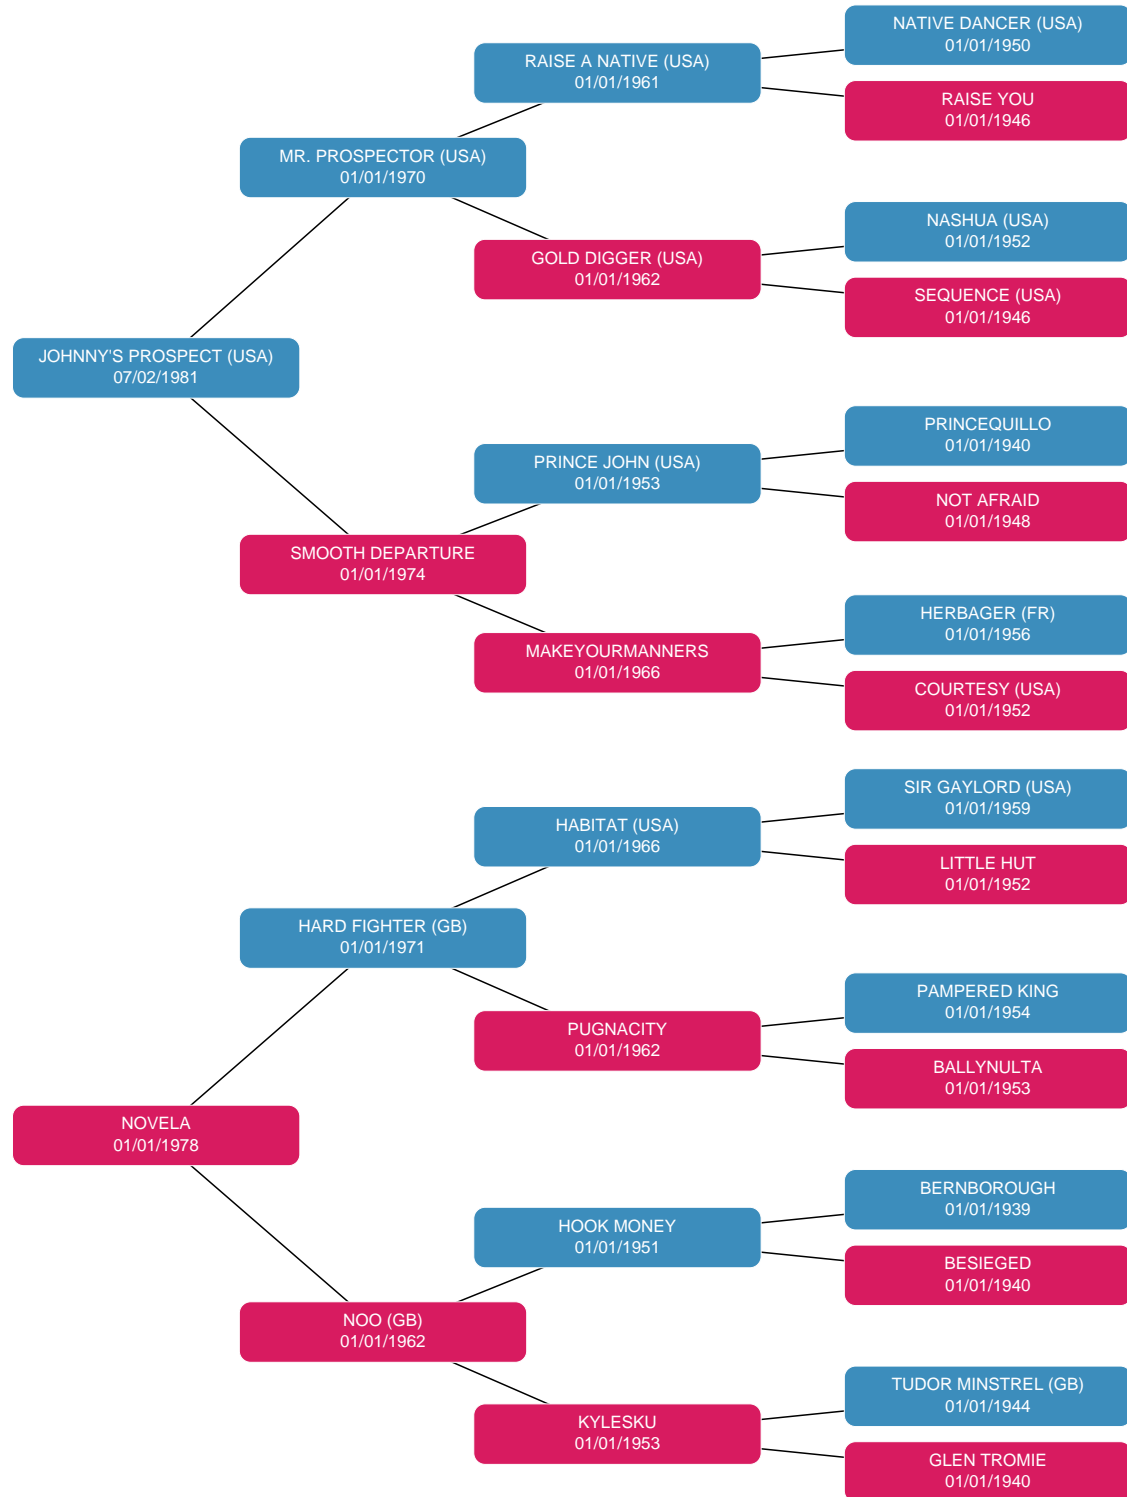 NATIVE DANCER (USA)
01/01/1950
RAISE A NATIVE (USA)
01/01/1961
RAISE YOU
01/01/1946
MR. PROSPECTOR (USA)
01/01/1970
NASHUA (USA)
01/01/1952
GOLD DIGGER (USA)
01/01/1962
SEQUENCE (USA)
01/01/1946
JOHNNY'S PROSPECT (USA)
07/02/1981
PRINCEQUILLO
01/01/1940
PRINCE JOHN (USA)
01/01/1953
NOT AFRAID
01/01/1948
SMOOTH DEPARTURE
01/01/1974
HERBAGER (FR)
01/01/1956
MAKEYOURMANNERS
01/01/1966
COURTESY (USA)
01/01/1952
SIR GAYLORD (USA)
01/01/1959
HABITAT (USA)
01/01/1966
LITTLE HUT
01/01/1952
HARD FIGHTER (GB)
01/01/1971
PAMPERED KING
01/01/1954
PUGNACITY
01/01/1962
BALLYNULTA
01/01/1953
NOVELA
01/01/1978
BERNBOROUGH
01/01/1939
HOOK MONEY
01/01/1951
BESIEGED
01/01/1940
NOO (GB)
01/01/1962
TUDOR MINSTREL (GB)
01/01/1944
KYLESKU
01/01/1953
GLEN TROMIE
01/01/1940